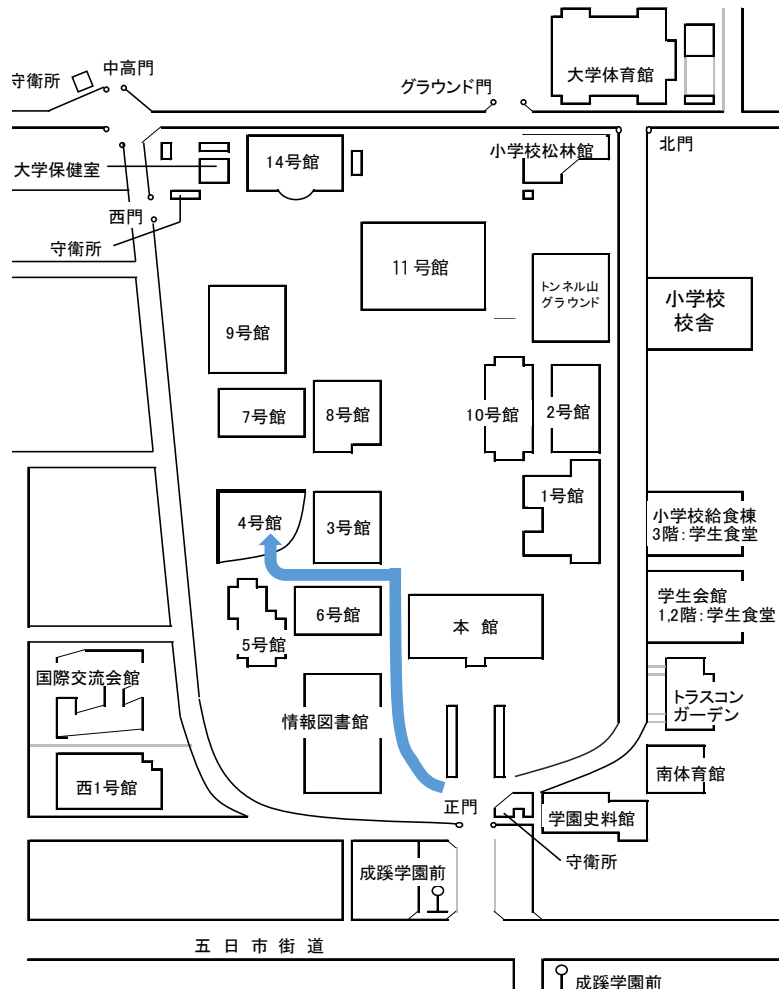 大学体育館
守衛所
中高門
グラウンド門
北門
14号館
小学校松林館
大学保健室
西門
守衛所
11号館
トンネル山
グラウンド
小学校
校舎
9号館
7号館
8号館
10号館
2号館
1号館
4号館
3号館
小学校給食棟
3階：学生食堂
学生会館
1,2階：学生食堂
6号館
本 館
5号館
国際交流会館
トラスコン
ガーデン
情報図書館
西1号館
南体育館
正門
学園史料館
守衛所
成蹊学園前
五 日 市 街 道
成蹊学園前